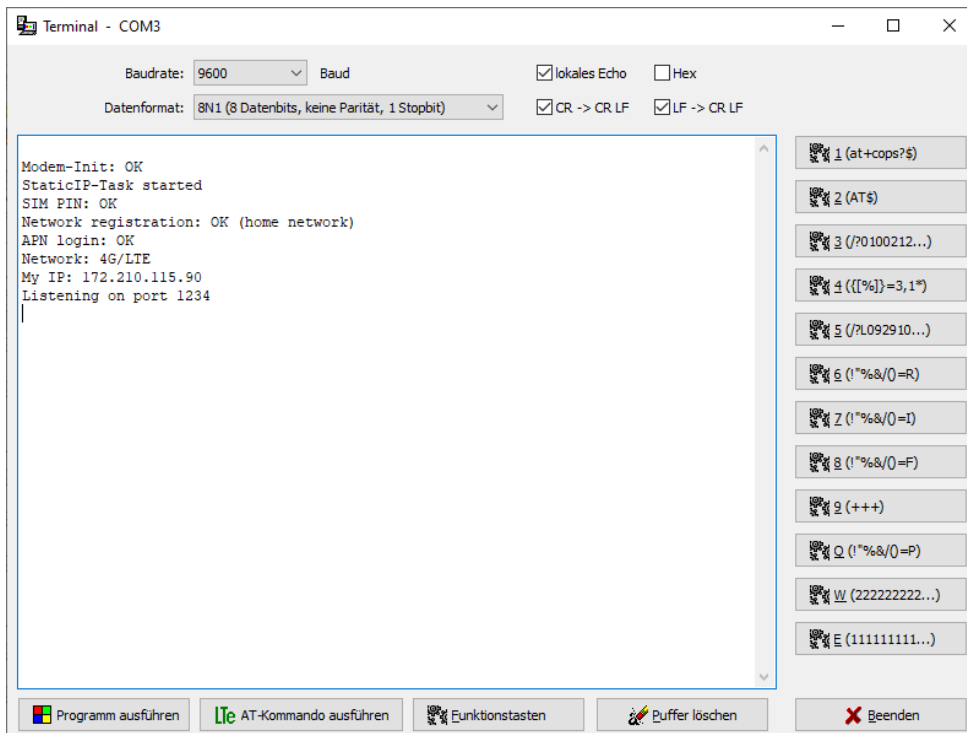 Terminal - COM3
Baudrate: 9600 Baud
lokales Echo Hex
Datenformat: 8N1 (8 Datenbits, keine Parität, 1 Stopbit)
CR -> CR LF LF -> CR LF
Modem-Init: OK
StaticIP-Task started
SIM PIN: OK
Network registration: OK (home network)
APN login: OK
Network: 4G/LTE
My IP: 172.210.115.90
Listening on port 1234
1 (at+cops?$)
2 (AT$)
3 (/?0100212...)
4 ({[%]}=3,1*)
5 (/?L092910...)
6 (!"%&/()=R)
7 (!"%&/()=I)
8 (!"%&/()=F)
9 (+++)
Q (!"%&/()=P)
W (222222222...)
E (111111111...)
Programm ausführen
LTe AT-Kommando ausführen
Funktionstasten
Puffer löschen
Beenden